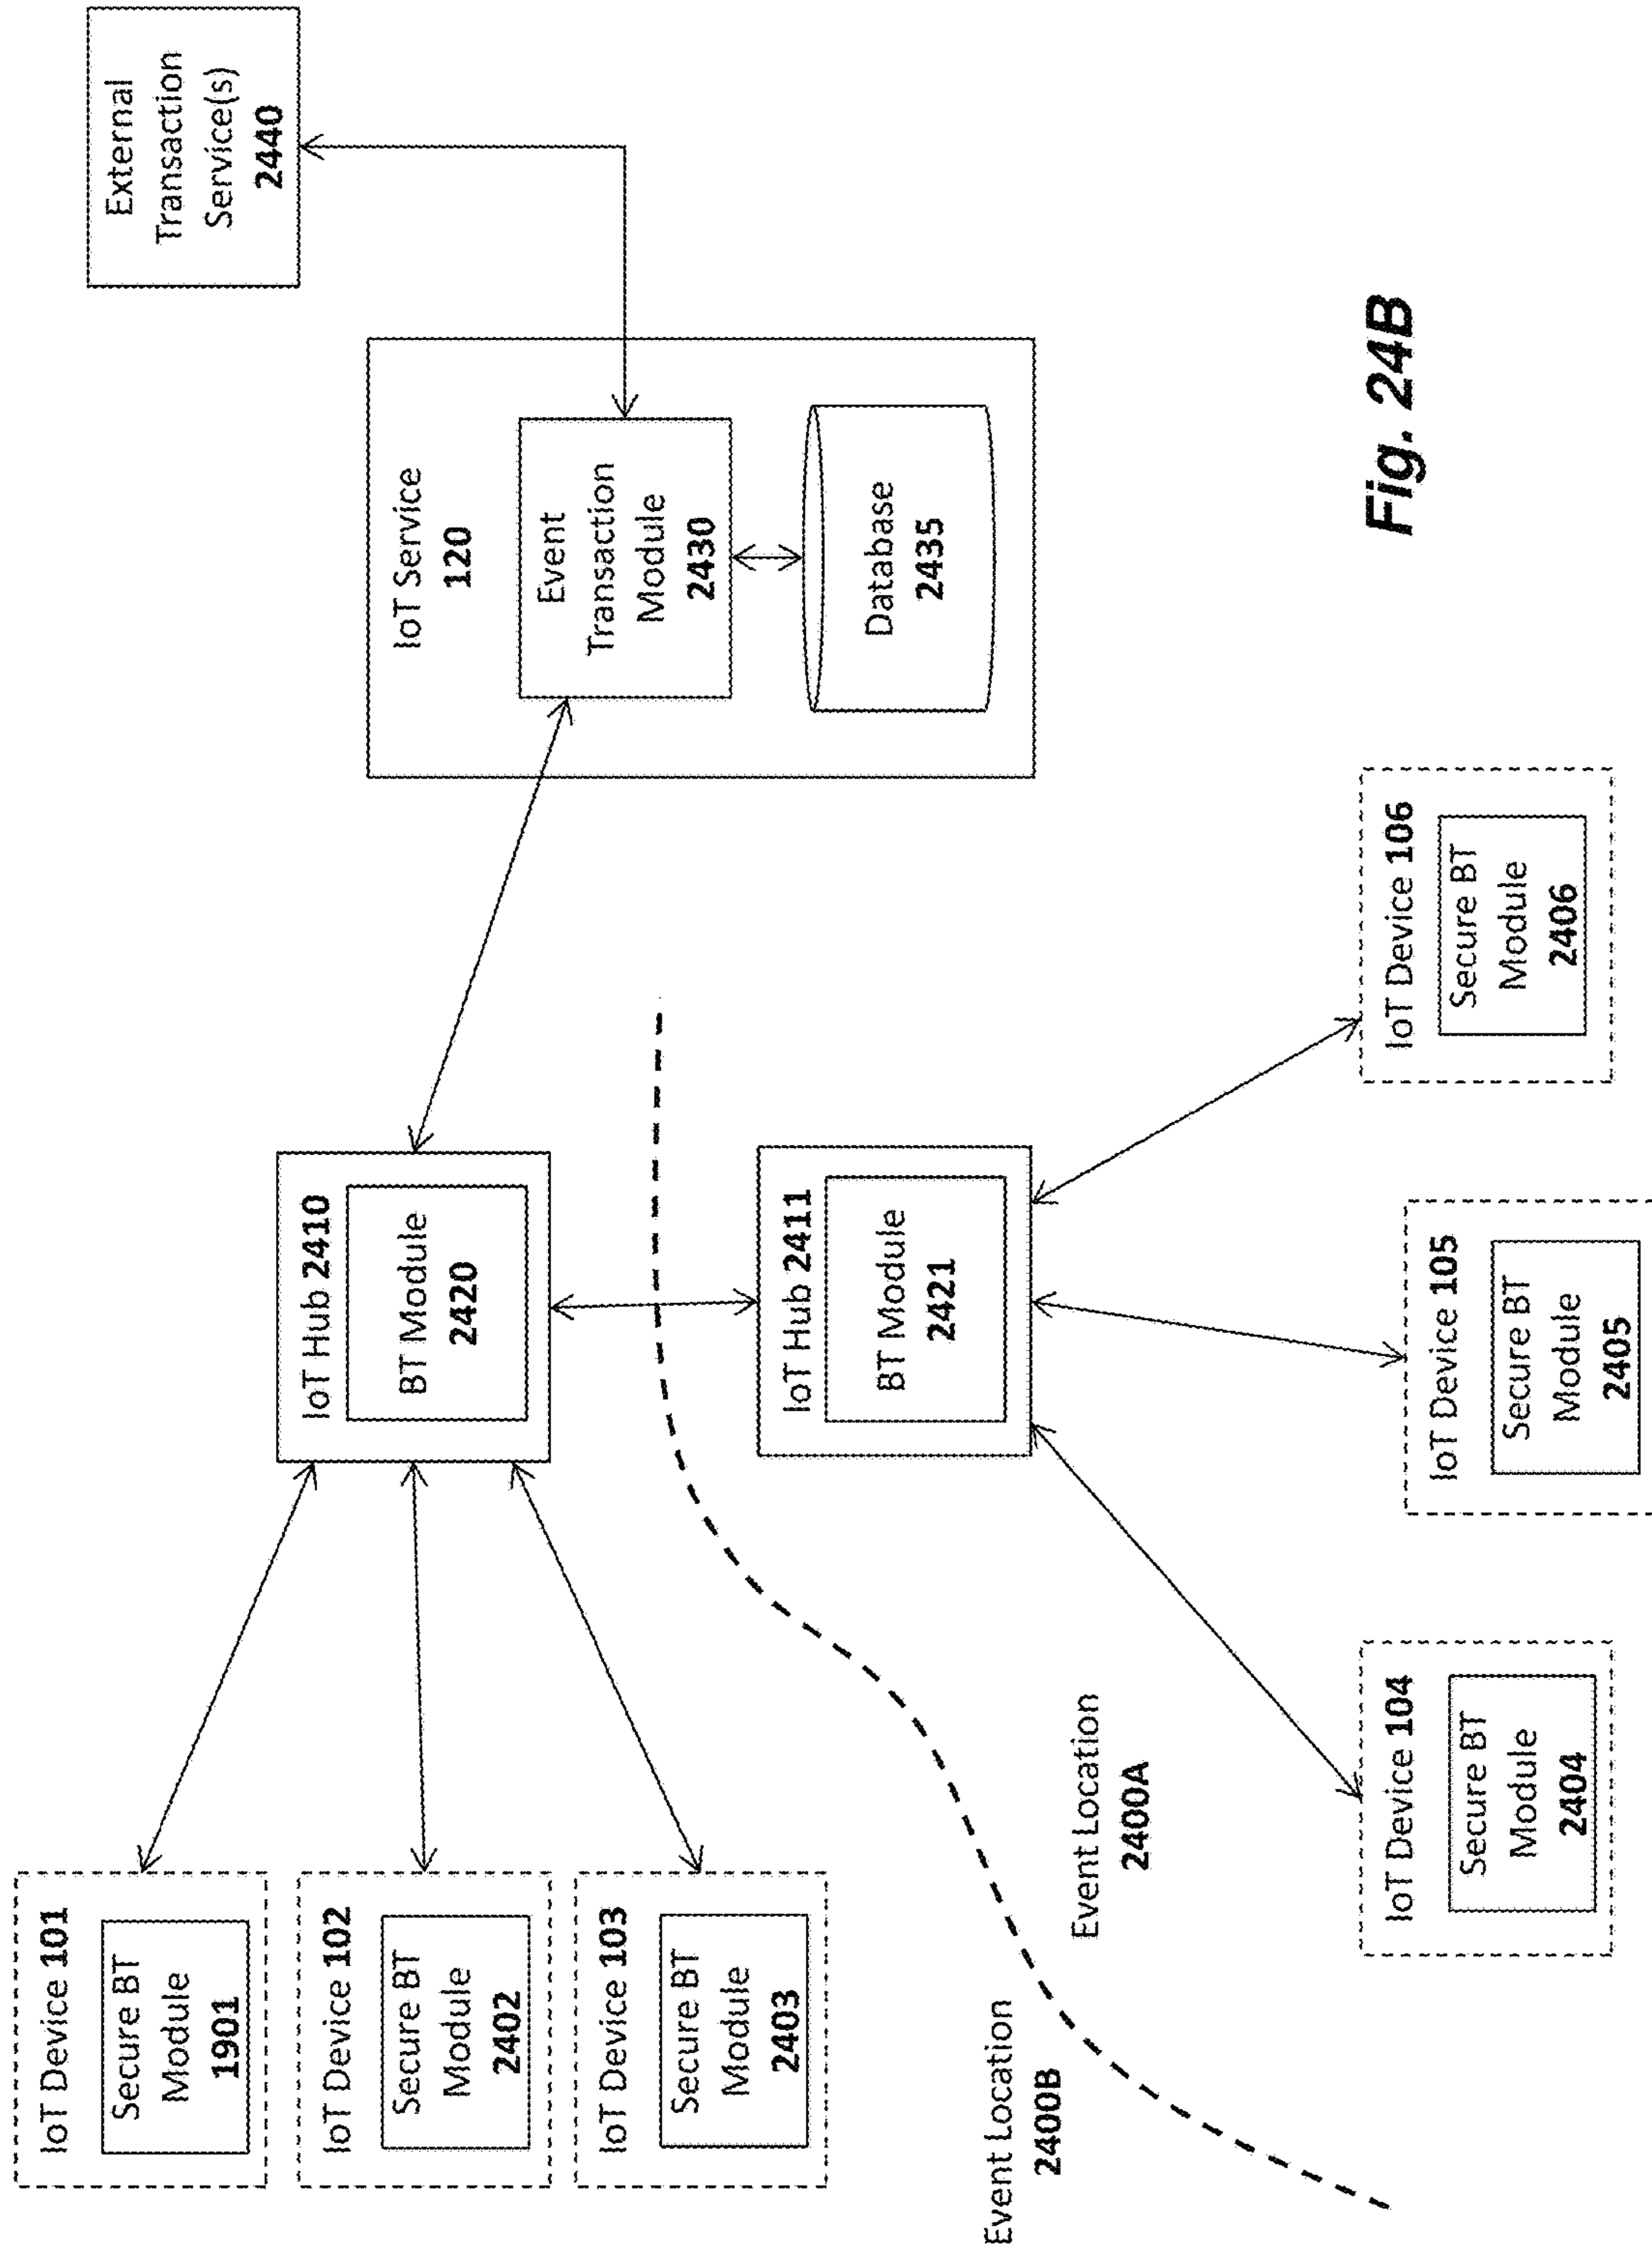 IoT Device 101
Secure BT
Module
1901
IoT Device 102
Secure BT
Module
2402
IoT Device 103
Secure BT
Module
2403
Event Location
2400B
Event Location
2400A
IoT Hub 2410
BT Module
2420
IoT Hub 2411
BT Module
2421
IoT Device 104
Secure BT
Module
2404
IoT Device 105
Secure BT
Module
2405
IoT Device 106
Secure BT
Module
2406
IoT Service
120
Event
Transaction
Module
2430
Database
2435
External
Transaction
Service(s)
2440
Fig. 24B